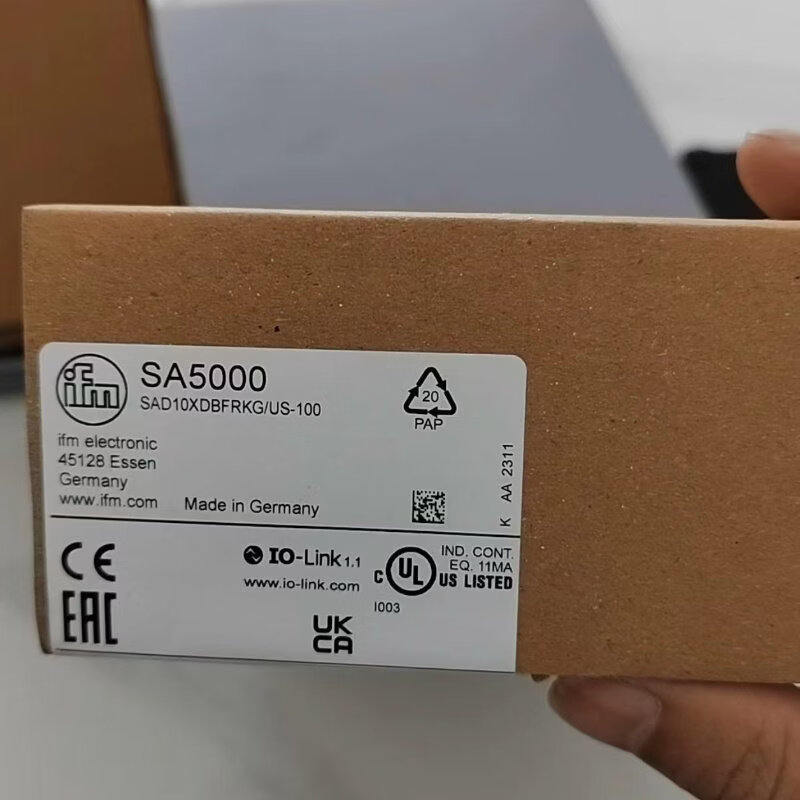 ifm
SA5000
SAD10XDBFRKG/US-100
20
PAP
ifm electronic
45128 Essen
Germany
www.ifm.com
Made in Germany
K AA 2311
CE
EAC
IO-Link 1.1
www.io-link.com
UK
CA
C UL US LISTED
IND. CONT.
EQ. 11MA
I003